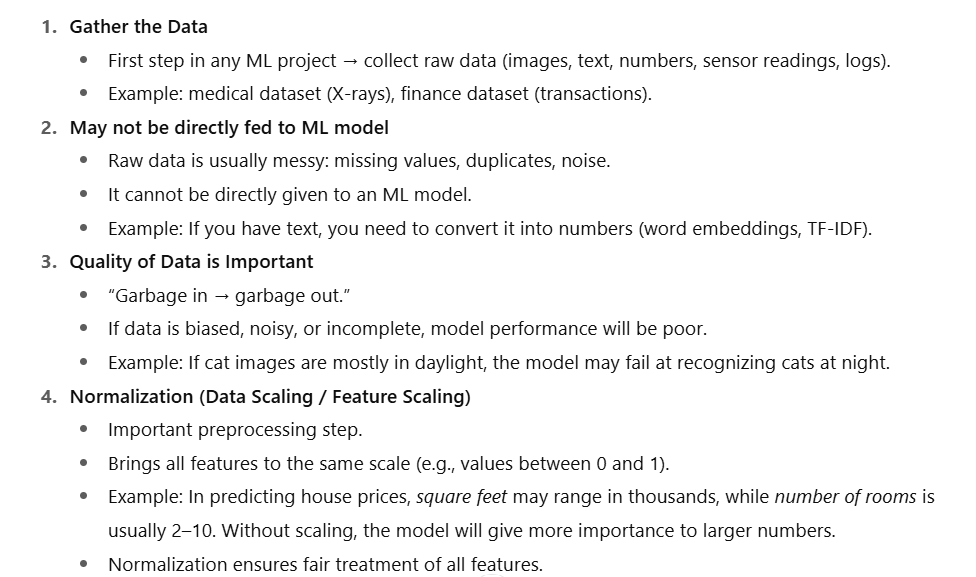 1. Gather the Data
• First step in any ML project → collect raw data (images, text, numbers, sensor readings, logs).
• Example: medical dataset (X-rays), finance dataset (transactions).
2. May not be directly fed to ML model
• Raw data is usually messy: missing values, duplicates, noise.
• It cannot be directly given to an ML model.
• Example: If you have text, you need to convert it into numbers (word embeddings, TF-IDF).
3. Quality of Data is Important
• “Garbage in → garbage out.”
• If data is biased, noisy, or incomplete, model performance will be poor.
• Example: If cat images are mostly in daylight, the model may fail at recognizing cats at night.
4. Normalization (Data Scaling / Feature Scaling)
• Important preprocessing step.
• Brings all features to the same scale (e.g., values between 0 and 1).
• Example: In predicting house prices, square feet may range in thousands, while number of rooms is
usually 2–10. Without scaling, the model will give more importance to larger numbers.
• Normalization ensures fair treatment of all features.